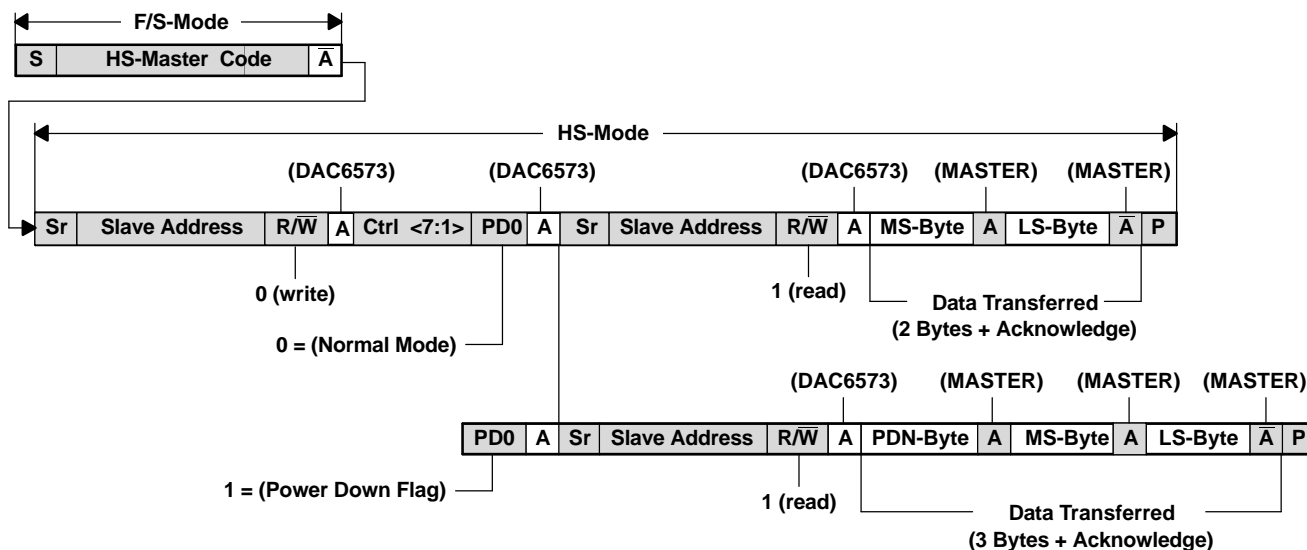 F/S-Mode
S HS-Master Code A̅
HS-Mode
(DAC6573) (DAC6573) (DAC6573) (MASTER) (MASTER)
Sr Slave Address R/W̅ A Ctrl <7:1> PD0 A Sr Slave Address R/W̅ A MS-Byte A LS-Byte A̅ P
0 (write) 1 (read) Data Transferred
(2 Bytes + Acknowledge)
0 = (Normal Mode)
(DAC6573) (MASTER) (MASTER) (MASTER)
PD0 A Sr Slave Address R/W̅ A PDN-Byte A MS-Byte A LS-Byte A̅ P
1 = (Power Down Flag) 1 (read) Data Transferred
(3 Bytes + Acknowledge)